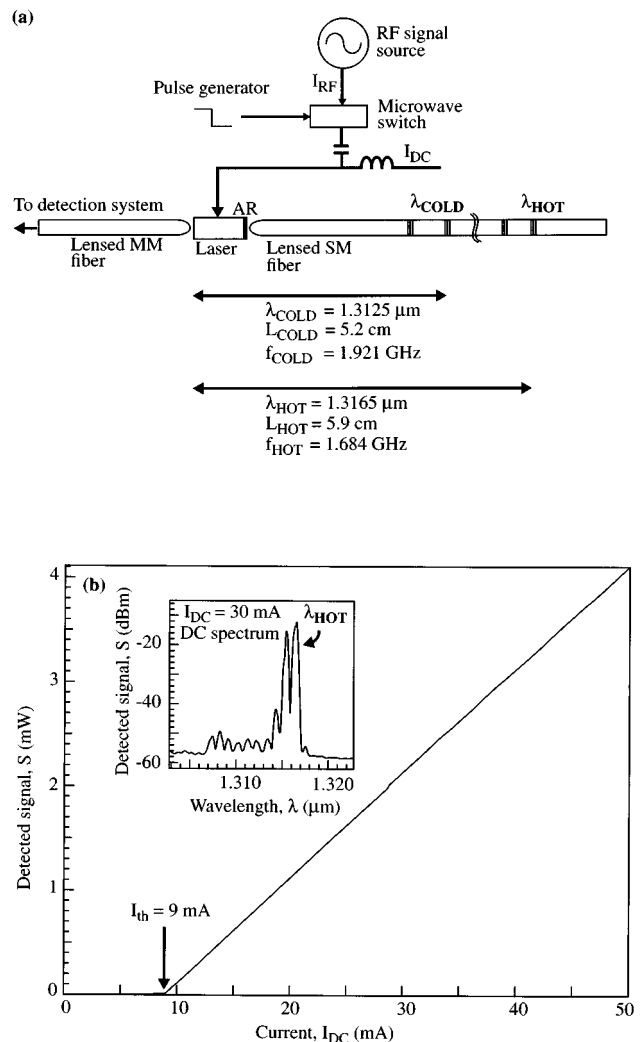 (a)
RF signal
source
I_RF
Pulse generator
Microwave
switch
I_DC
To detection system
AR
λ_COLD
λ_HOT
Lensed MM
fiber
Laser
Lensed SM
fiber
λ_COLD = 1.3125 μm
L_COLD = 5.2 cm
f_COLD = 1.921 GHz
λ_HOT = 1.3165 μm
L_HOT = 5.9 cm
f_HOT = 1.684 GHz
(b)
Detected signal, S (mW)
4
3
2
1
0
I_DC = 30 mA
DC spectrum
λ_HOT
Detected signal, S (dBm)
-20
-40
-60
1.310
1.320
Wavelength, λ (μm)
I_th = 9 mA
0
10
20
30
40
50
Current, I_DC (mA)